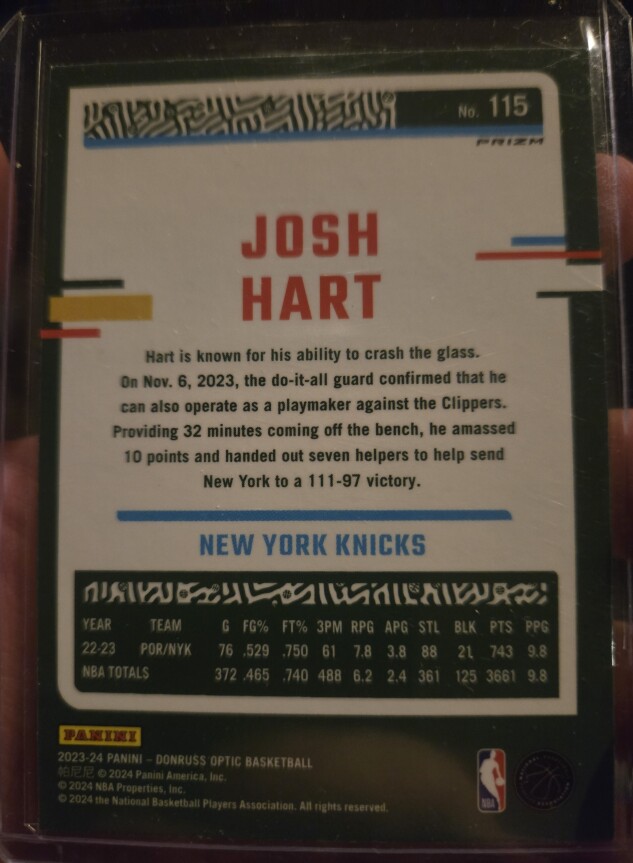 No. 115
PRIZM
JOSH
HART
Hart is known for his ability to crash the glass.
On Nov. 6, 2023, the do-it-all guard confirmed that he
can also operate as a playmaker against the Clippers.
Providing 32 minutes coming off the bench, he amassed
10 points and handed out seven helpers to help send
New York to a 111-97 victory.
NEW YORK KNICKS
YEAR TEAM G FG% FT% 3PM RPG APG STL BLK PTS PPG
22-23 POR/NYK 76 .529 .750 61 7.8 3.8 88 21 743 9.8
NBA TOTALS 372 .465 .740 488 6.2 2.4 361 125 3661 9.8
PANINI
2023-24 PANINI – DONRUSS OPTIC BASKETBALL
帕尼尼 © 2024 Panini America, Inc.
© 2024 NBA Properties, Inc.
© 2024 the National Basketball Players Association. All rights reserved.
NBA